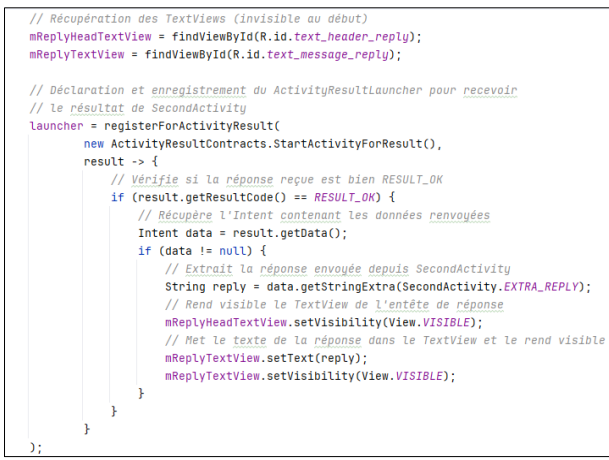 // Récupération des TextViews (invisible au début)
mReplyHeadTextView = findViewById(R.id.text_header_reply);
mReplyTextView = findViewById(R.id.text_message_reply);
// Déclaration et enregistrement du ActivityResultLauncher pour recevoir
// le résultat de SecondActivity
launcher = registerForActivityResult(
new ActivityResultContracts.StartActivityForResult(),
result -> {
// Vérifie si la réponse reçue est bien RESULT_OK
if (result.getResultCode() == RESULT_OK) {
// Récupère l'Intent contenant les données renvoyées
Intent data = result.getData();
if (data != null) {
// Extrait la réponse envoyée depuis SecondActivity
String reply = data.getStringExtra(SecondActivity.EXTRA_REPLY);
// Rend visible le TextView de l'entête de réponse
mReplyHeadTextView.setVisibility(View.VISIBLE);
// Met le texte de la réponse dans le TextView et le rend visible
mReplyTextView.setText(reply);
mReplyTextView.setVisibility(View.VISIBLE);
}
}
}
);